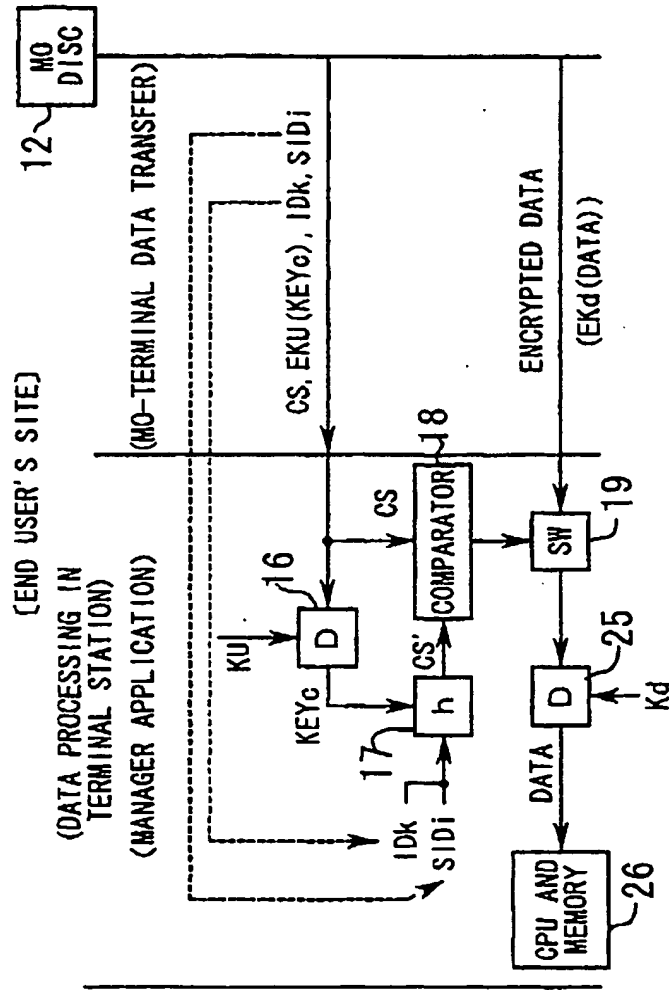 [END USER'S SITE]
(DATA PROCESSING IN
TERMINAL STATION)
(MANAGER APPLICATION)
(MO-TERMINAL DATA TRANSFER)
MO
DISC
12
IDk
SIDi
KU
D
16
KEYc
h
17
CS'
CS
COMPARATOR
18
CS, EKU(KEYc), IDk, SIDi
ENCRYPTED DATA
(EKd(DATA))
SW
19
D
25
Kd
DATA
CPU AND
MEMORY
26